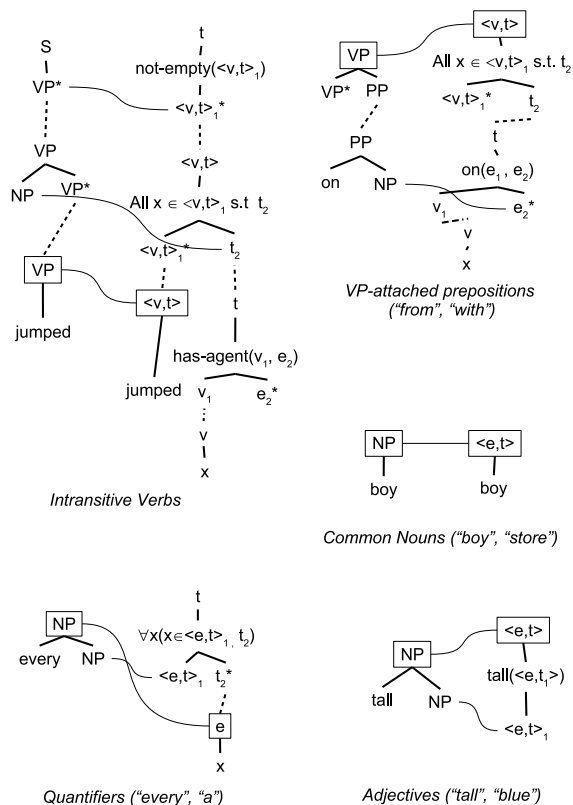 S
VP*
VP
NP VP*
VP
jumped
t
not-empty(<v,t>₁)
<v,t>₁*
<v,t>
All x ∈ <v,t>₁ s.t t₂
<v,t>₁* t₂
<v,t>
jumped
t
has-agent(v₁, e₂)
v₁ e₂*
v
x
Intransitive Verbs
VP
VP* PP
PP
on NP
<v,t>
All x ∈ <v,t>₁ s.t. t₂
<v,t>₁* t₂
t
on(e₁ , e₂)
v₁ e₂*
v
x
VP-attached prepositions
(“from”, “with”)
NP <e,t>
boy boy
Common Nouns (“boy”, “store”)
NP
every NP
t
∀x(x∈<e,t>₁, t₂)
<e,t>₁ t₂*
e
x
Quantifiers (“every”, “a”)
NP
tall NP
<e,t>
tall(<e,t₁>)
<e,t>₁
Adjectives (“tall”, “blue”)